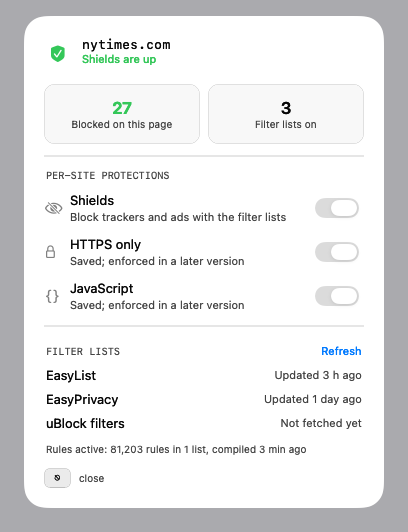 nytimes.com
Shields are up
27
Blocked on this page
3
Filter lists on
PER-SITE PROTECTIONS
Shields
Block trackers and ads with the filter lists
HTTPS only
Saved; enforced in a later version
{ }
JavaScript
Saved; enforced in a later version
FILTER LISTS
Refresh
EasyList
Updated 3 h ago
EasyPrivacy
Updated 1 day ago
uBlock filters
Not fetched yet
Rules active: 81,203 rules in 1 list, compiled 3 min ago
close